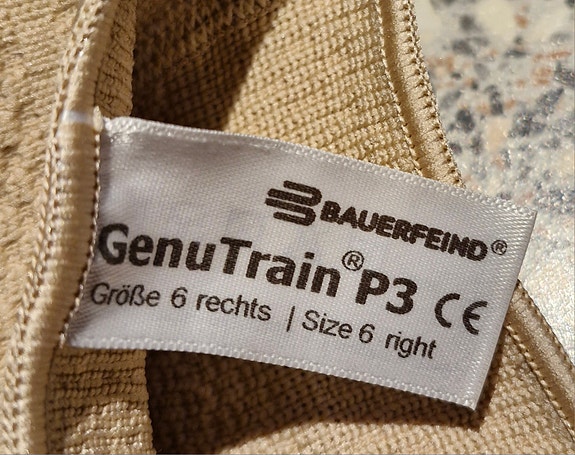 BAUERFEIND®
GenuTrain® P3 CE
Größe 6 rechts | Size 6 right